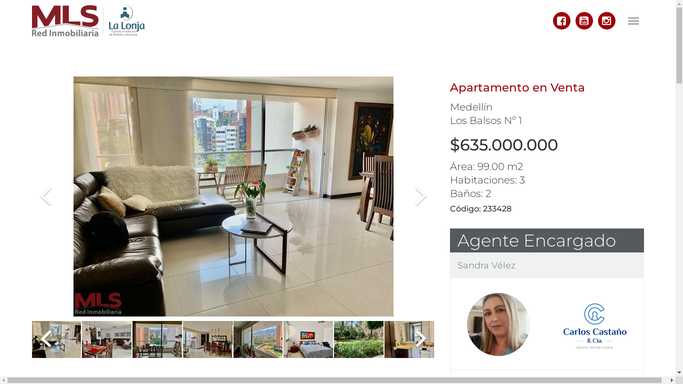 MLS
Red Inmobiliaria
La Lonja
Apartamento en Venta
Medellín
Los Balsos Nº 1
$635.000.000
Área: 99.00 m2
Habitaciones: 3
Baños: 2
Código: 233428
Agente Encargado
Sandra Vélez
Carlos Castaño
& Cía.
MLS
Red Inmobiliaria